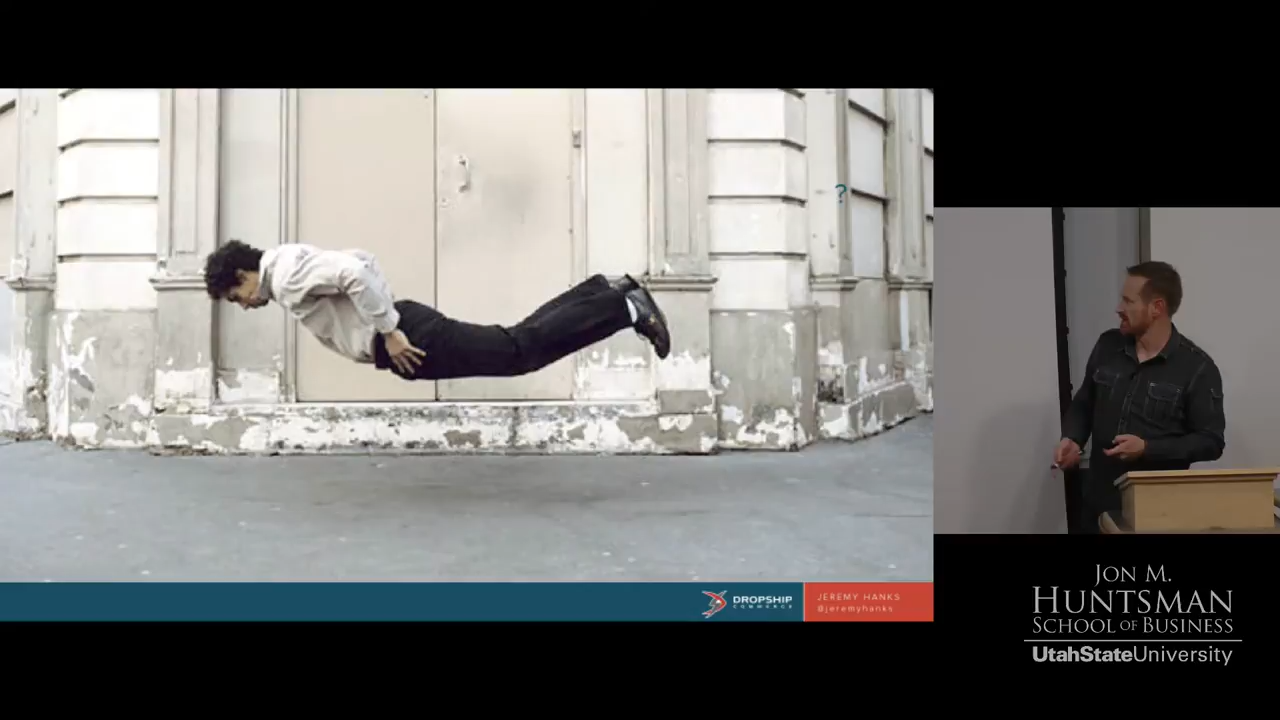 ?
DROPSHIP
COMMERCE
JEREMY HANKS
@jeremyhanks
JON M.
HUNTSMAN
SCHOOL OF BUSINESS
UtahStateUniversity